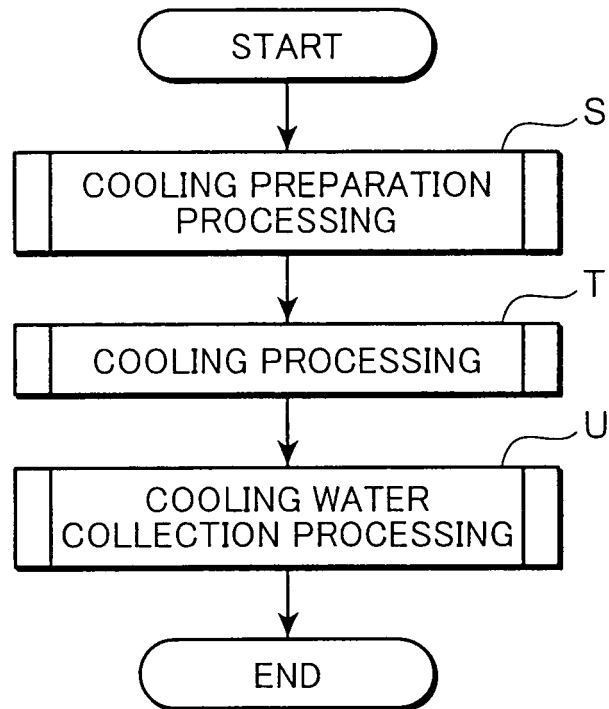 START
S
COOLING PREPARATION
PROCESSING
T
COOLING PROCESSING
U
COOLING WATER
COLLECTION PROCESSING
END